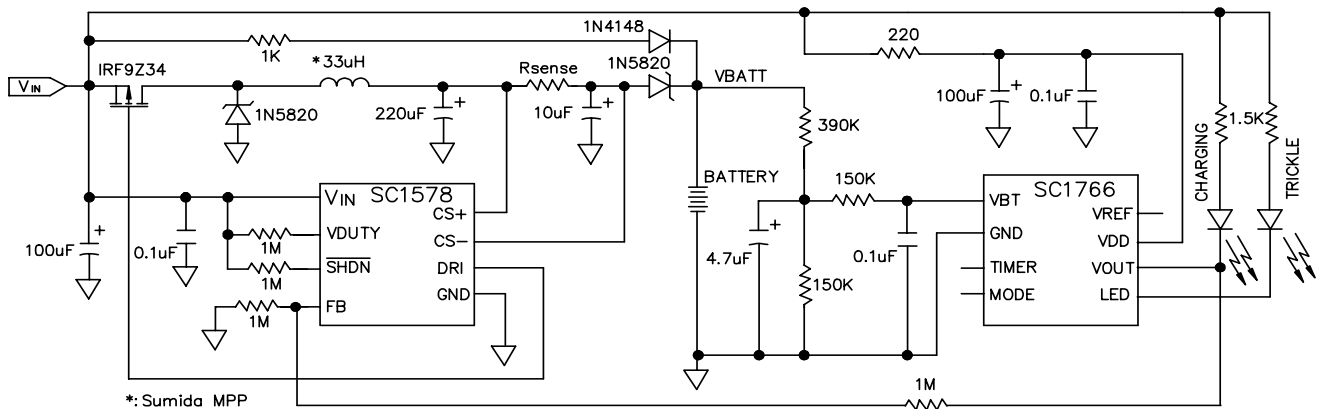 1N4148
1K
220
VIN
IRF9Z34
*33uH
Rsense
1N5820
VBATT
1N5820
220uF +
10uF +
390K
100uF +
0.1uF
1.5K
CHARGING
TRICKLE
BATTERY
SC1578
VIN
CS+
VDUTY
CS-
SHDN
DRI
FB
GND
100uF +
0.1uF
1M
1M
1M
150K
4.7uF +
0.1uF
150K
SC1766
VBT
VREF
GND
VDD
TIMER
VOUT
MODE
LED
1M
*: Sumida MPP